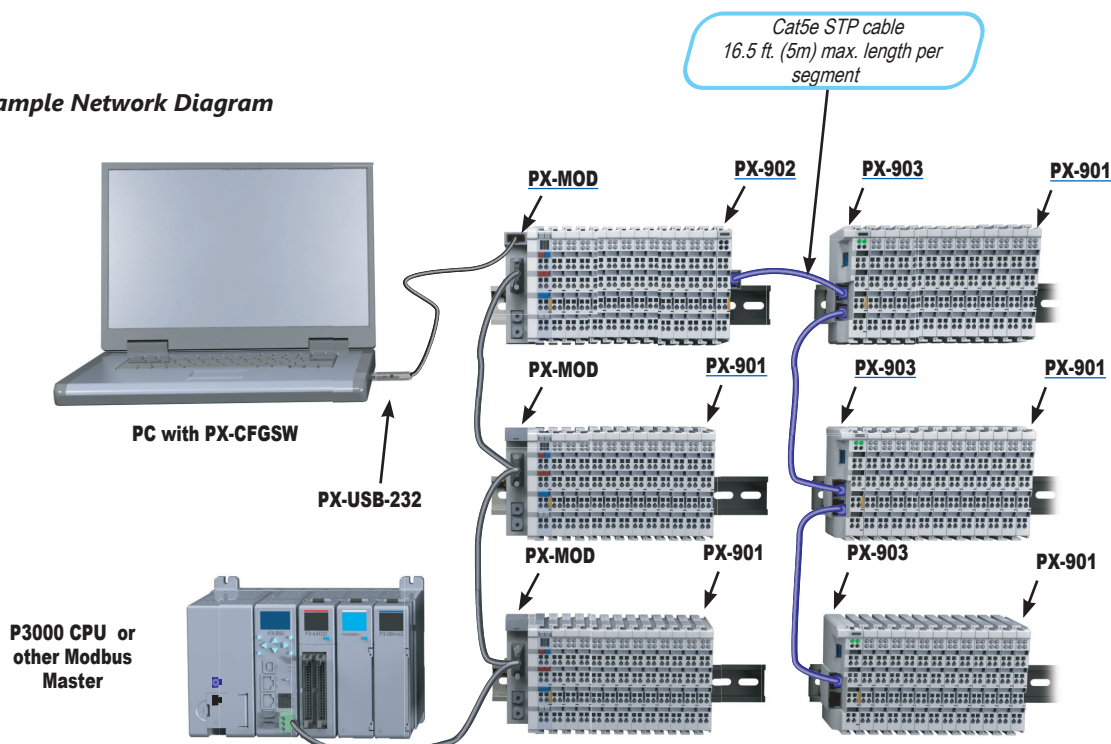 Cat5e STP cable
16.5 ft. (5m) max. length per
segment
ample Network Diagram
PX-MOD
PX-902
PX-903
PX-901
PX-MOD
PX-901
PX-903
PX-901
PC with PX-CFGSW
PX-USB-232
PX-MOD
PX-901
PX-903
PX-901
P3000 CPU or
other Modbus
Master
P3-550